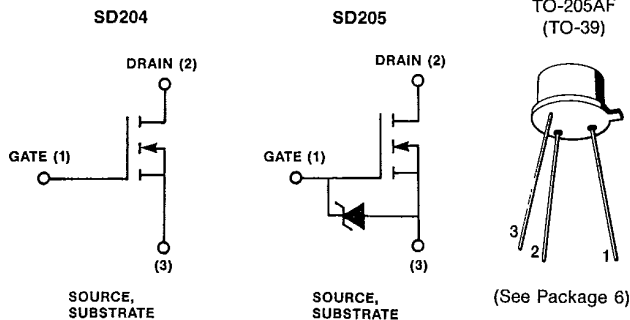 SD204
DRAIN (2)
GATE (1)
(3)
SOURCE,
SUBSTRATE
SD205
DRAIN (2)
GATE (1)
(3)
SOURCE,
SUBSTRATE
TO-205AF
(TO-39)
3
2
1
(See Package 6)